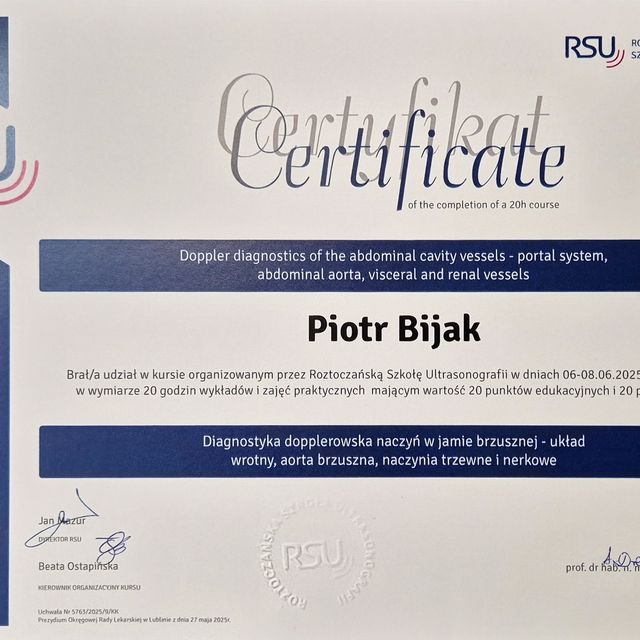 RSU
Certyfikat
Certificate
of the completion of a 20h course
Doppler diagnostics of the abdominal cavity vessels - portal system,
abdominal aorta, visceral and renal vessels
Piotr Bijak
Brał/a udział w kursie organizowanym przez Roztoczańską Szkołę Ultrasonografii w dniach 06-08.06.2025
w wymiarze 20 godzin wykładów i zajęć praktycznych mającym wartość 20 punktów edukacyjnych i 20 p
Diagnostyka dopplerowska naczyń w jamie brzusznej - układ
wrotny, aorta brzuszna, naczynia trzewne i nerkowe
Jan Mazur
DYREKTOR RSU
Beata Ostapińska
KIEROWNIK ORGANIZACYJNY KURSU
prof. dr hab. n. m
ROZTOCZAŃSKA SZKOŁA ULTRASONOGRAFII
RSU
Uchwała Nr 5763/2025/9/KK
Prezydium Okręgowej Rady Lekarskiej w Lublinie z dnia 27 maja 2025r.